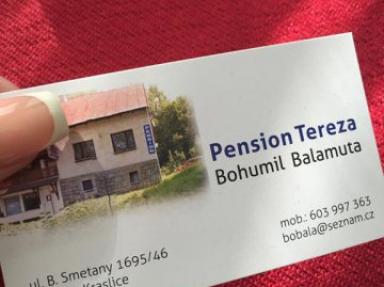 Pension Tereza
Bohumil Balamuta
mob.: 603 997 363
bobala@seznam.cz
ul. B. Smetany 1695/46
Kraslice